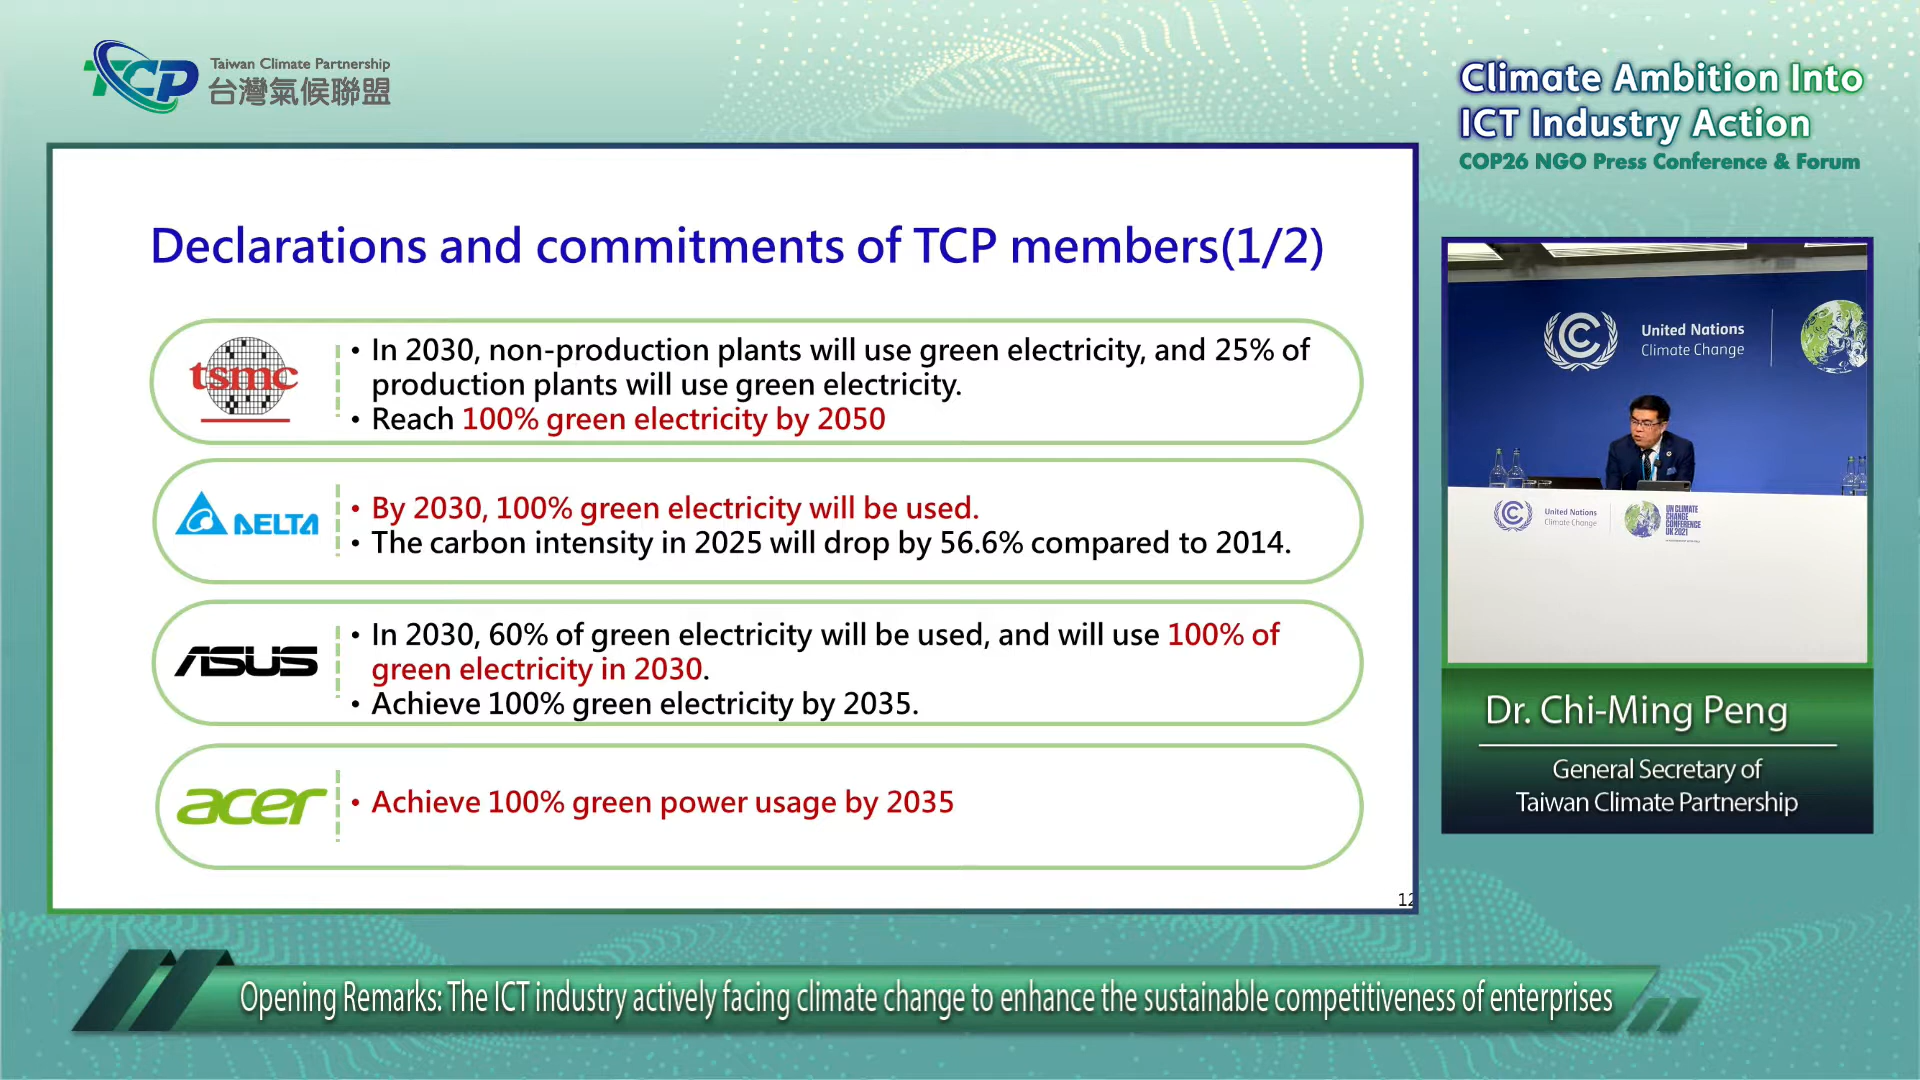 TCP Taiwan Climate Partnership
台灣氣候聯盟
Climate Ambition Into
ICT Industry Action
COP26 NGO Press Conference & Forum
Declarations and commitments of TCP members(1/2)
tsmc
• In 2030, non-production plants will use green electricity, and 25% of
production plants will use green electricity.
• Reach 100% green electricity by 2050
DELTA
• By 2030, 100% green electricity will be used.
• The carbon intensity in 2025 will drop by 56.6% compared to 2014.
ASUS
• In 2030, 60% of green electricity will be used, and will use 100% of
green electricity in 2030.
• Achieve 100% green electricity by 2035.
acer
• Achieve 100% green power usage by 2035
12
United Nations
Climate Change
United Nations
Climate Change
UN CLIMATE
CHANGE
CONFERENCE
UK 2021
Dr. Chi-Ming Peng
General Secretary of
Taiwan Climate Partnership
Opening Remarks: The ICT industry actively facing climate change to enhance the sustainable competitiveness of enterprises